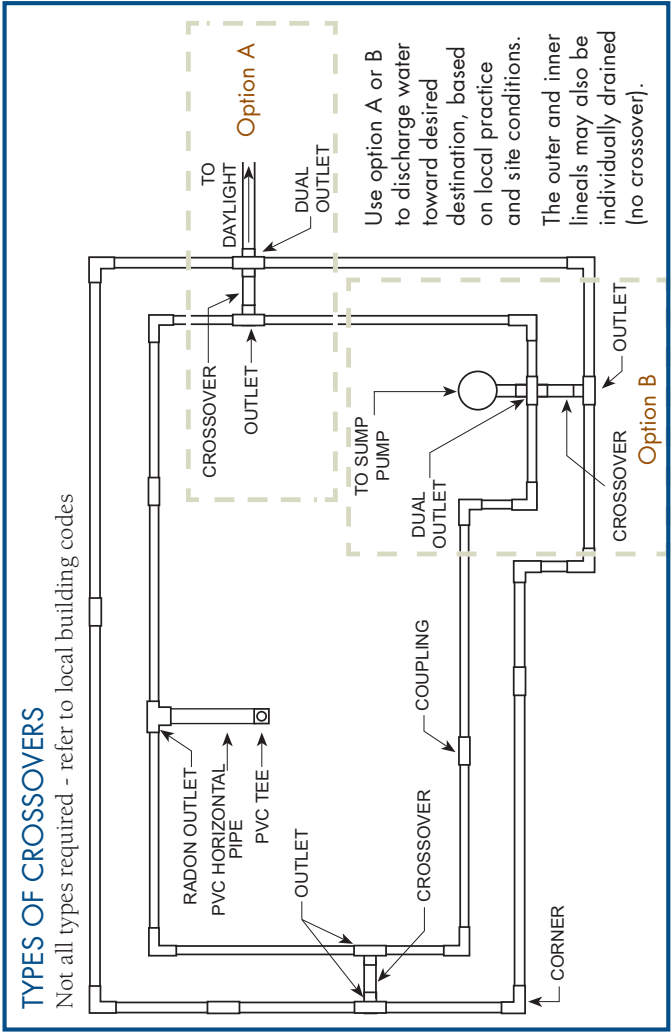 TYPES OF CROSSOVERS
Not all types required - refer to local building codes
RADON OUTLET
PVC HORIZONTAL
PIPE
PVC TEE
OUTLET
CROSSOVER
CORNER
COUPLING
CROSSOVER
OUTLET
TO
DAYLIGHT
DUAL
OUTLET
Option A
TO SUMP
PUMP
DUAL
OUTLET
CROSSOVER
OUTLET
Option B
Use option A or B
to discharge water
toward desired
destination, based
on local practice
and site conditions.
The outer and inner
lineals may also be
individually drained
(no crossover).